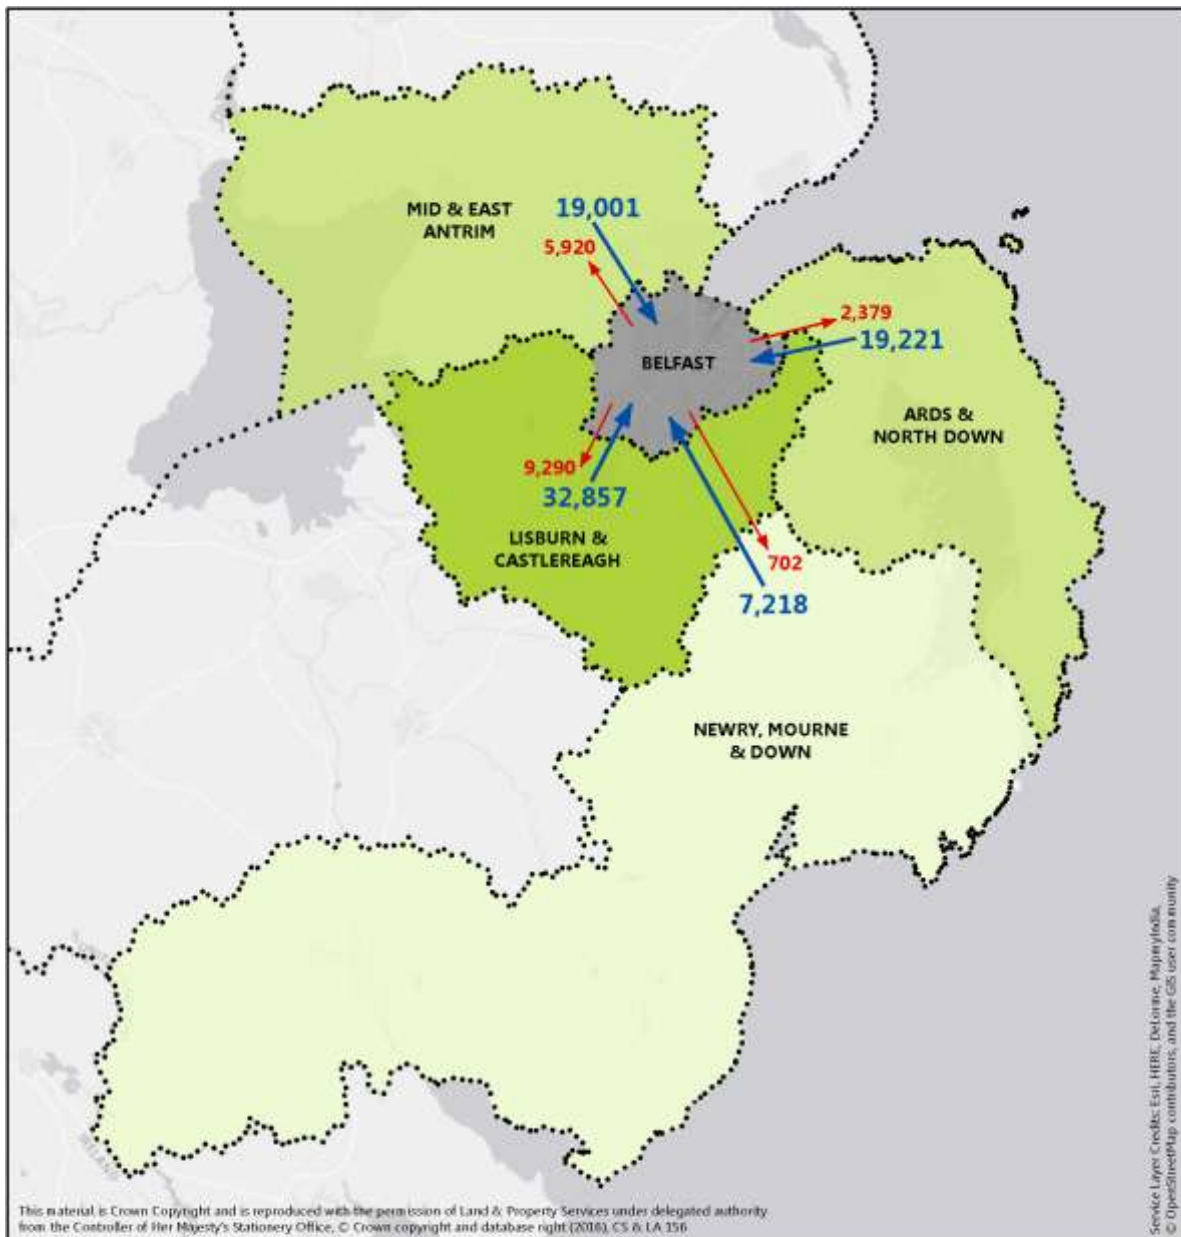 19,001
MID & EAST
ANTRIM
5,920
2,379
19,221
BELFAST
ARDS &
NORTH DOWN
9,290
32,857
LISBURN &
CASTLEREAGH
702
7,218
NEWRY, MOURNE
& DOWN
This material is Crown Copyright and is reproduced with the permission of Land & Property Services under delegated authority
from the Controller of Her Majesty's Stationery Office, © Crown copyright and database right (2016) CS & LA 156
Service Layer Credits: Esri, HERE, DeLorme, MapmyIndia,
© OpenStreetMap contributors, and the GIS user community